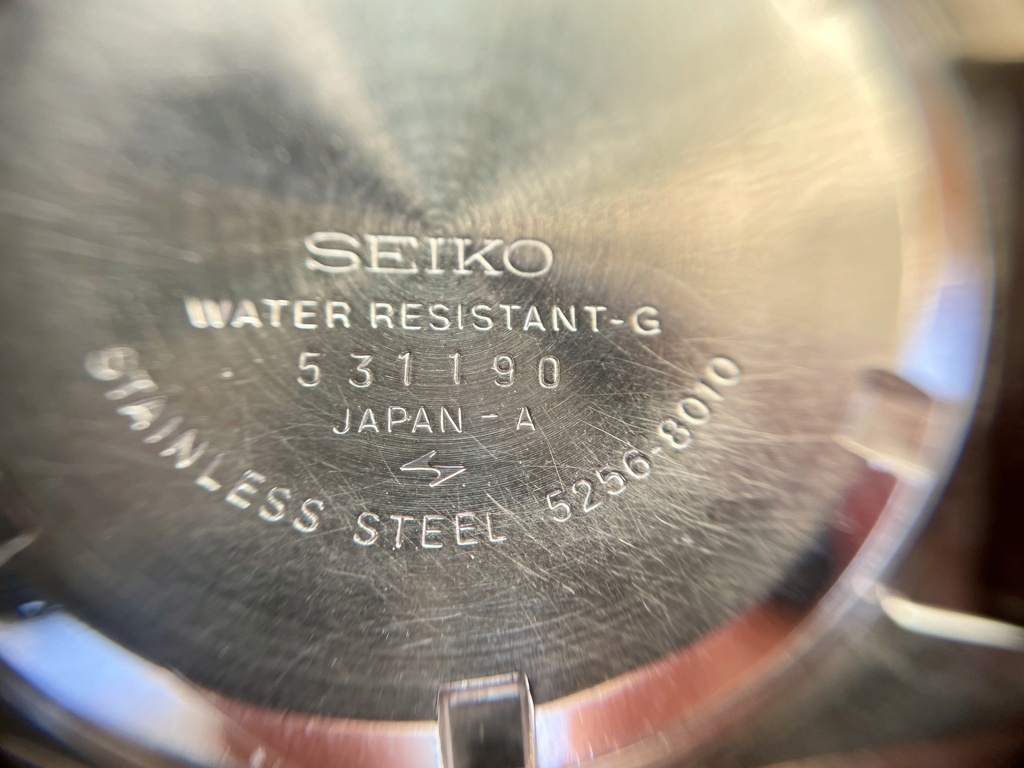 SEIKO
WATER RESISTANT-G
531190
JAPAN - A
STAINLESS STEEL 5256-8010